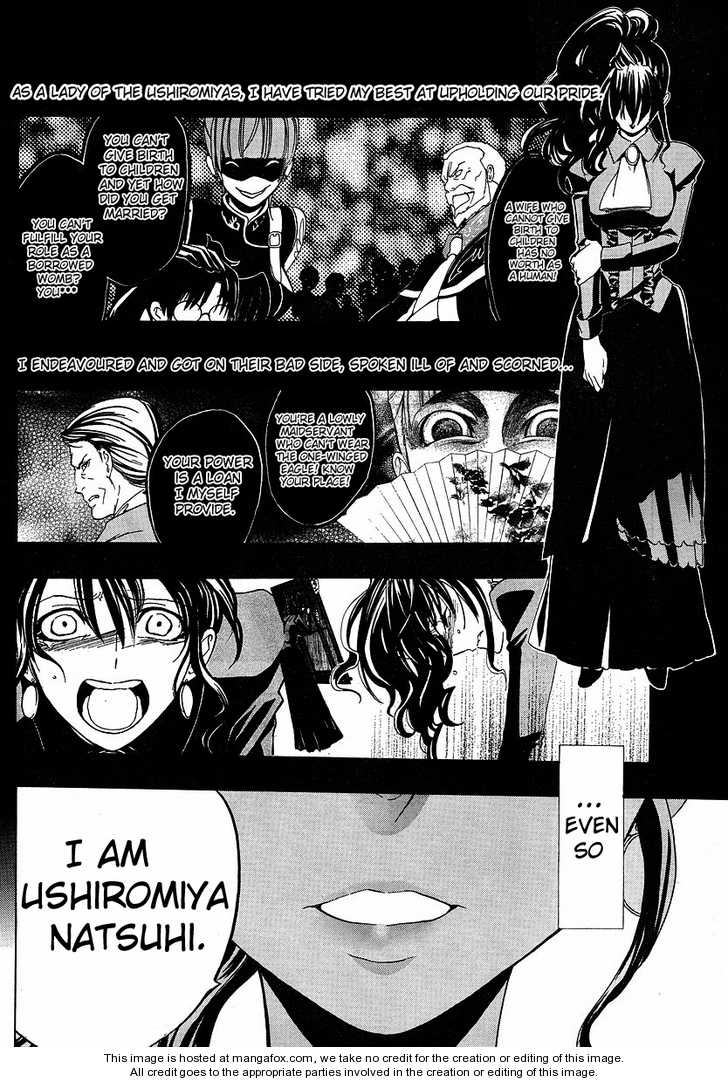 AS A LADY OF THE USHIROMIYAS, I HAVE TRIED MY BEST AT UPHOLDING OUR PRIDE.
YOU CAN'T
GIVE BIRTH
TO CHILDREN
AND YET HOW
DID YOU GET
MARRIED?
YOU CAN'T
FULFILL YOUR
ROLE AS A
BORROWED
WOMB?
YOU...
A WIFE WHO
CANNOT GIVE
BIRTH TO
CHILDREN
HAS NO
WORTH AS
A HUMAN!
I ENDEAVOURED AND GOT ON THEIR BAD SIDE, SPOKEN ILL OF AND SCORNED...
YOU'RE A LOWLY
MAIDSERVANT
WHO CAN'T WEAR
THE ONE-WINGED
EAGLE! KNOW
YOUR PLACE!
YOUR POWER
IS A LOAN
I MYSELF
PROVIDE.
...
EVEN
SO
I AM
USHIROMIYA
NATSUHI.
This image is hosted at mangafox.com, we take no credit for the creation or editing of this image.
All credit goes to the appropriate parties involved in the creation or editing of this image.